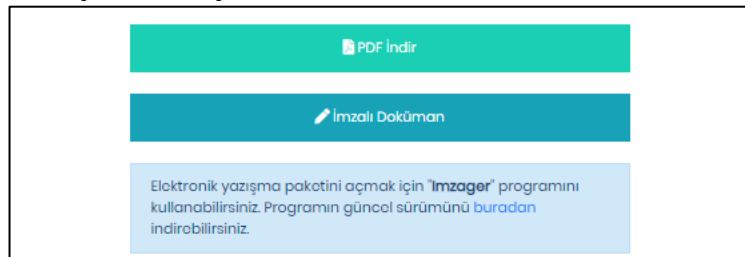 PDF İndir
İmzalı Doküman
Elektronik yazışma paketini açmak için "Imzager" programını
kullanabilirsiniz. Programın güncel sürümünü buradan
indirebilirsiniz.